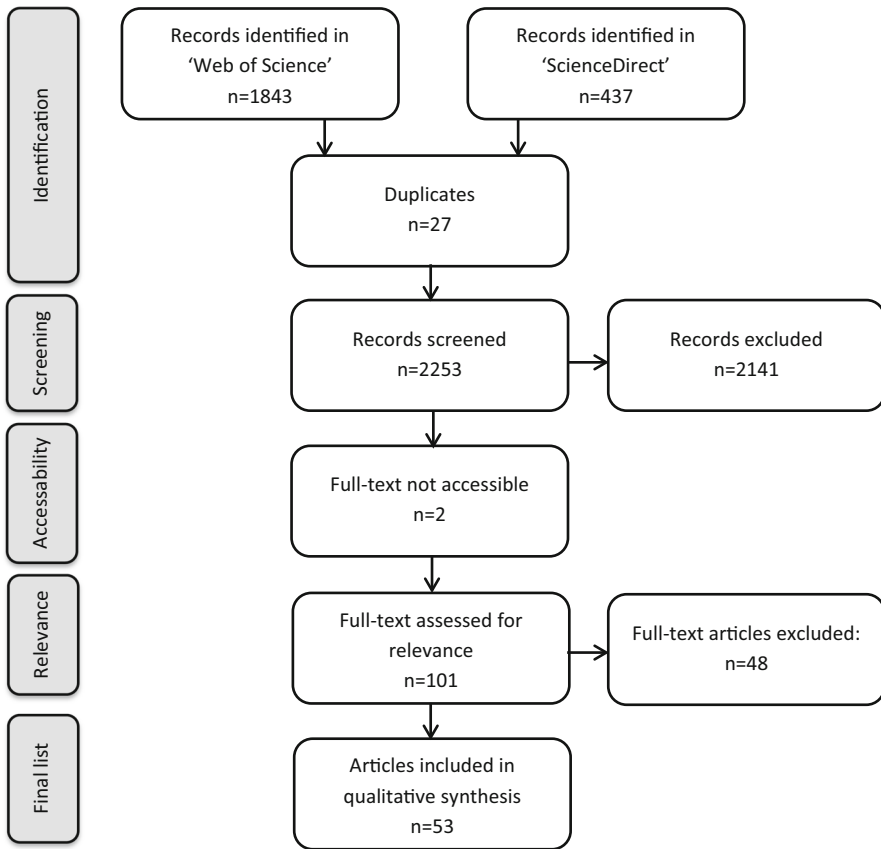 Identification
Records identified in
‘Web of Science’
n=1843
Records identified in
‘ScienceDirect’
n=437
Duplicates
n=27
Screening
Records screened
n=2253
Records excluded
n=2141
Accessability
Full-text not accessible
n=2
Relevance
Full-text assessed for
relevance
n=101
Full-text articles excluded:
n=48
Final list
Articles included in
qualitative synthesis
n=53